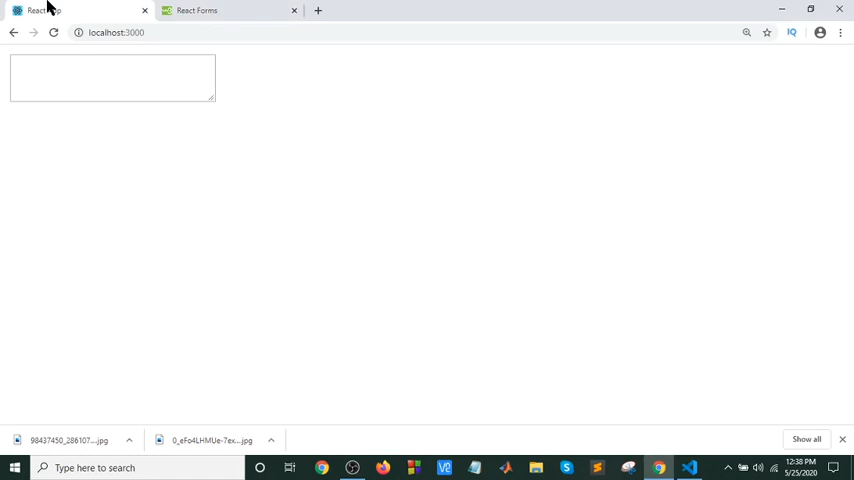 React
React Forms
localhost:3000
IQ
98437450_286107....jpg
0_eFo4LHMUe-7ex....jpg
Show all
Type here to search
12:38 PM
5/25/2020